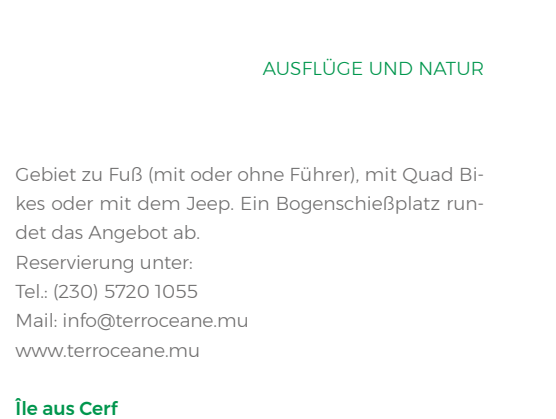 AUSFLÜGE UND NATUR
Gebiet zu Fuß (mit oder ohne Führer), mit Quad Bi-
kes oder mit dem Jeep. Ein Bogenschießplatz run-
det das Angebot ab.
Reservierung unter:
Tel.: (230) 5720 1055
Mail: info@terroceane.mu
www.terroceane.mu
Île aus Cerf